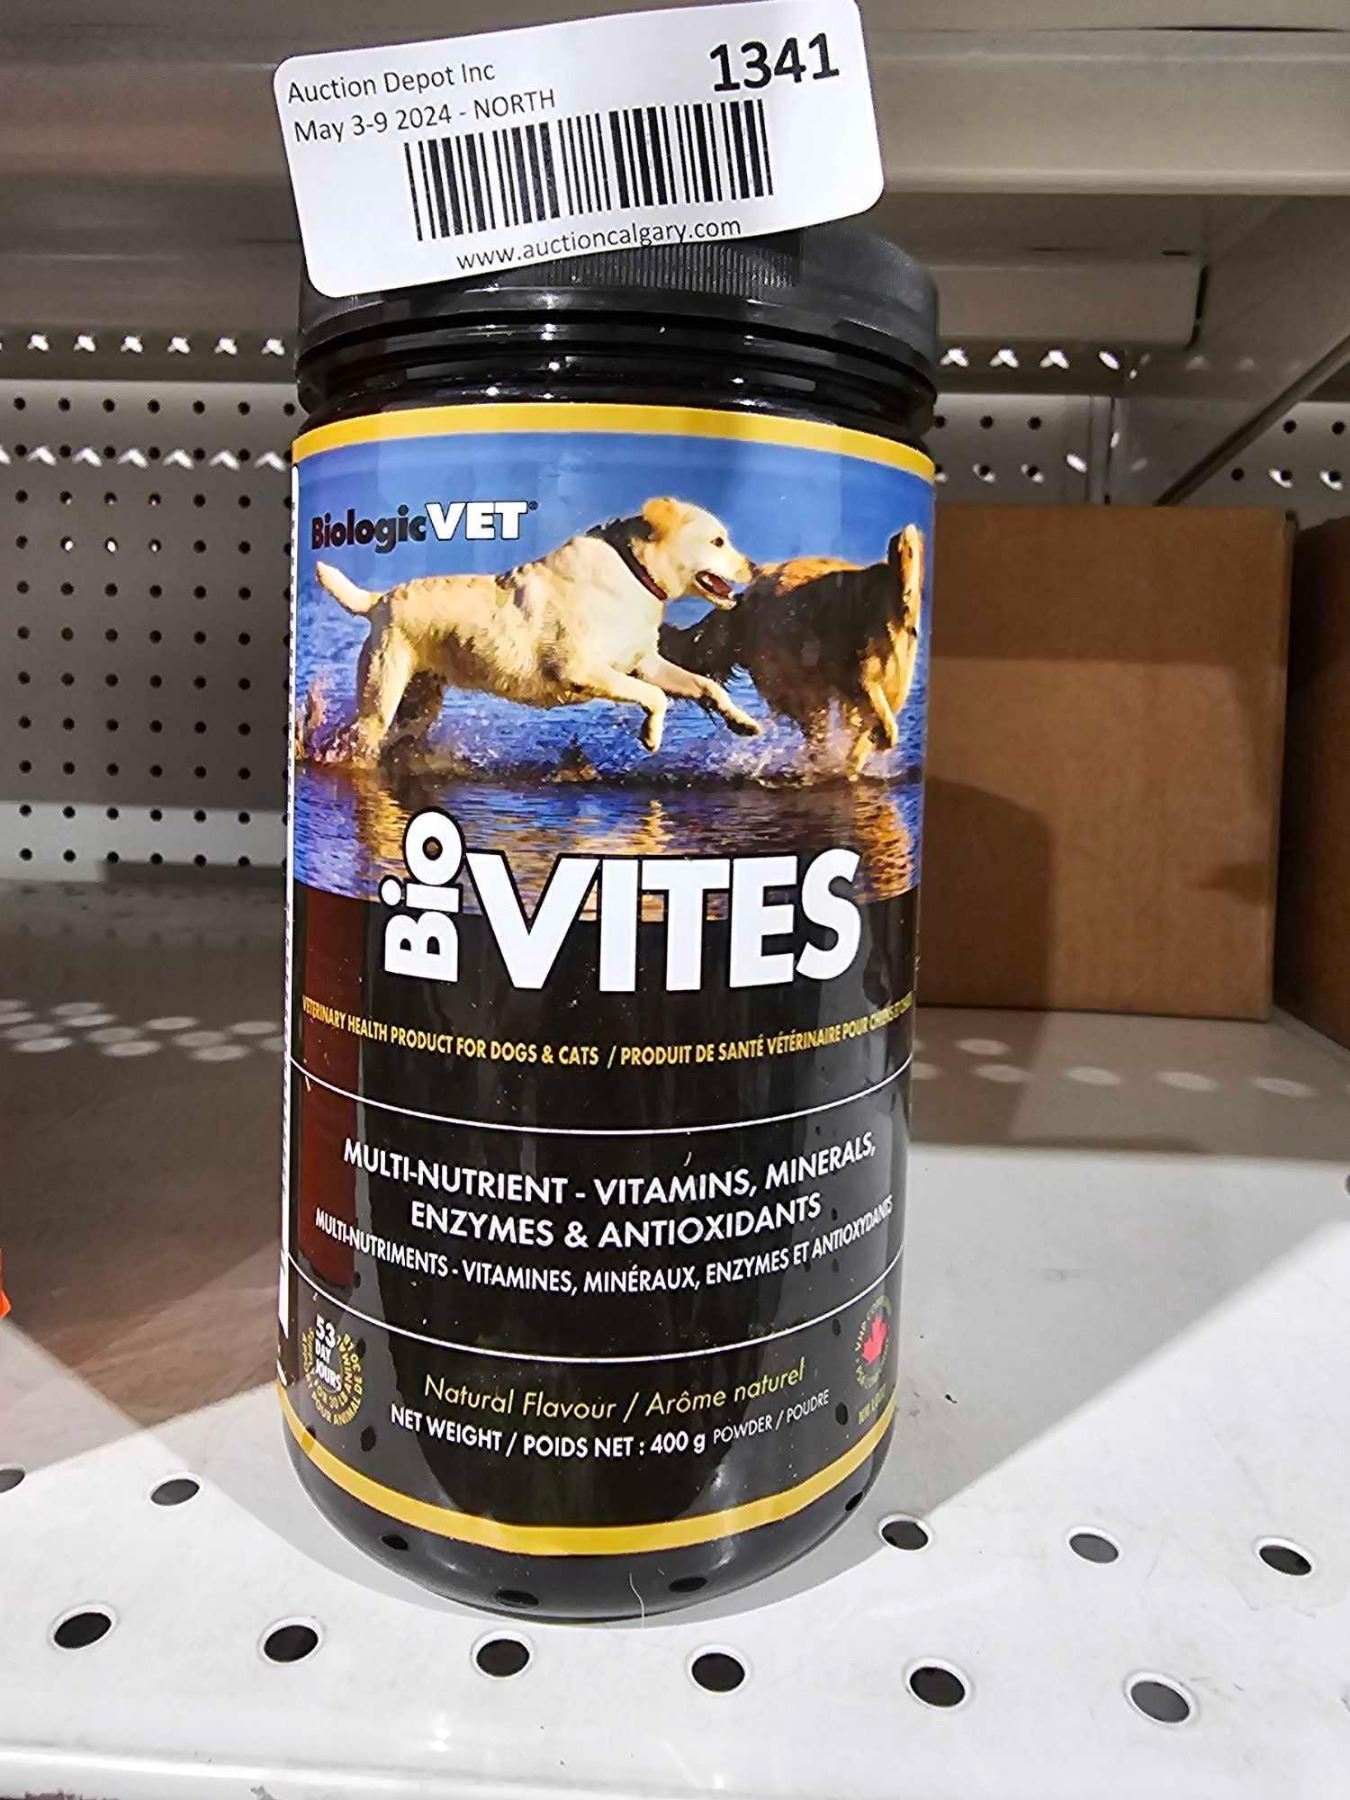 Auction Depot Inc
1341
May 3-9 2024 - NORTH
www.auctioncalgary.com
BiologicVET®
Bio VITES
VETERINARY HEALTH PRODUCT FOR DOGS & CATS / PRODUIT DE SANTÉ VÉTÉRINAIRE POUR
MULTI-NUTRIENT - VITAMINS, MINERALS,
ENZYMES & ANTIOXIDANTS
MULTI-NUTRIMENTS - VITAMINES, MINÉRAUX, ENZYMES ET ANTIOXYDANTS
53
DAY
JOURS
Natural Flavour / Arôme naturel
NET WEIGHT / POIDS NET : 400 g POWDER / POUDRE